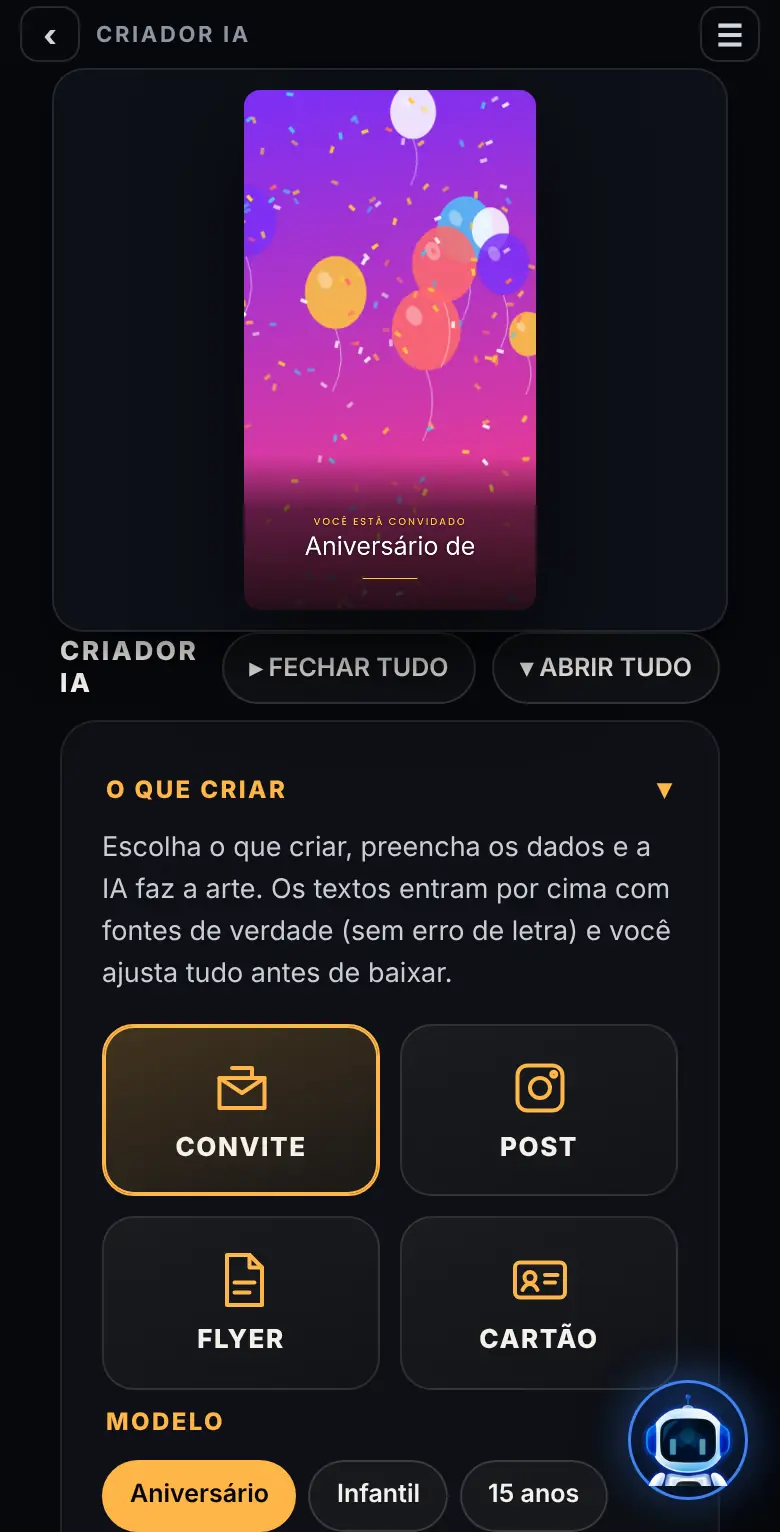 CRIADOR IA
VOCÊ ESTÁ CONVIDADO
Aniversário de
CRIADOR
IA
▸ FECHAR TUDO
▾ ABRIR TUDO
O QUE CRIAR
▼
Escolha o que criar, preencha os dados e a
IA faz a arte. Os textos entram por cima com
fontes de verdade (sem erro de letra) e você
ajusta tudo antes de baixar.
CONVITE
POST
FLYER
CARTÃO
MODELO
Aniversário
Infantil
15 anos